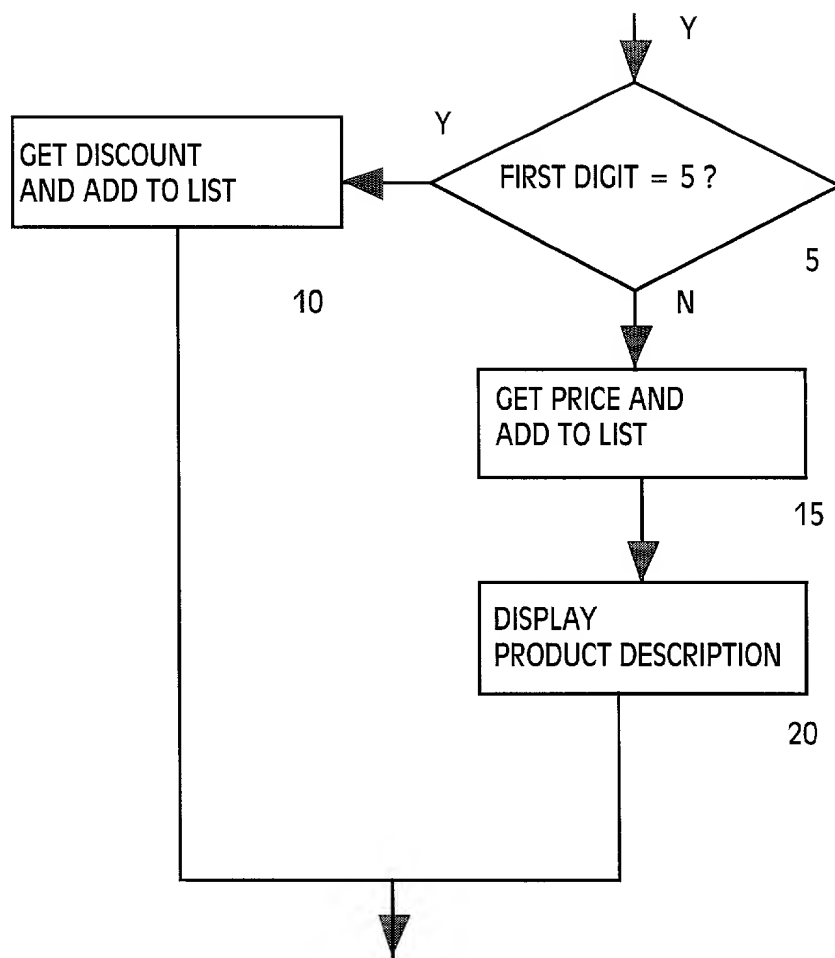 Y
Y
GET DISCOUNT
AND ADD TO LIST
FIRST DIGIT = 5 ?
5
10
N
GET PRICE AND
ADD TO LIST
15
DISPLAY
PRODUCT DESCRIPTION
20